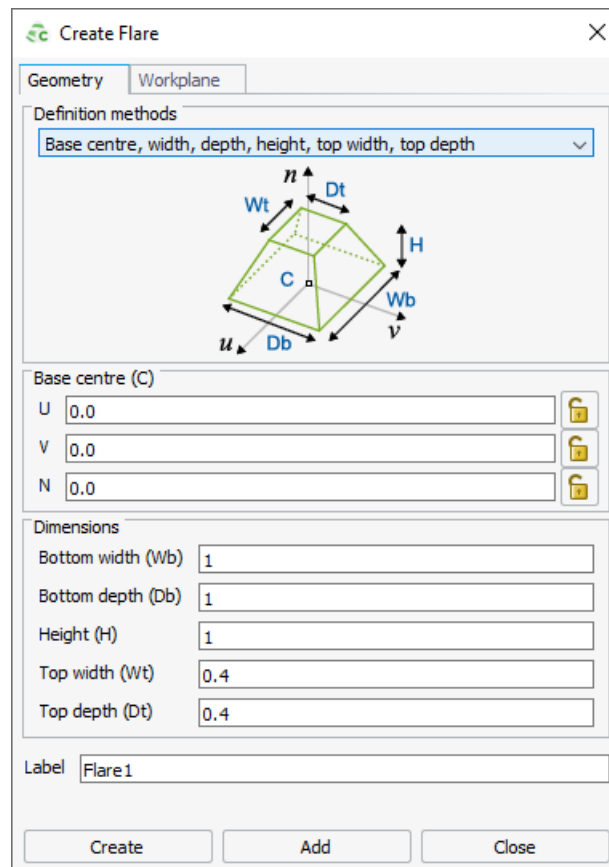 Create Flare
Geometry Workplane
Definition methods
Base centre, width, depth, height, top width, top depth
n
Dt
Wt
H
C
Wb
v
u
Db
Base centre (C)
U 0.0
V 0.0
N 0.0
Dimensions
Bottom width (Wb) 1
Bottom depth (Db) 1
Height (H) 1
Top width (Wt) 0.4
Top depth (Dt) 0.4
Label Flare1
Create Add Close